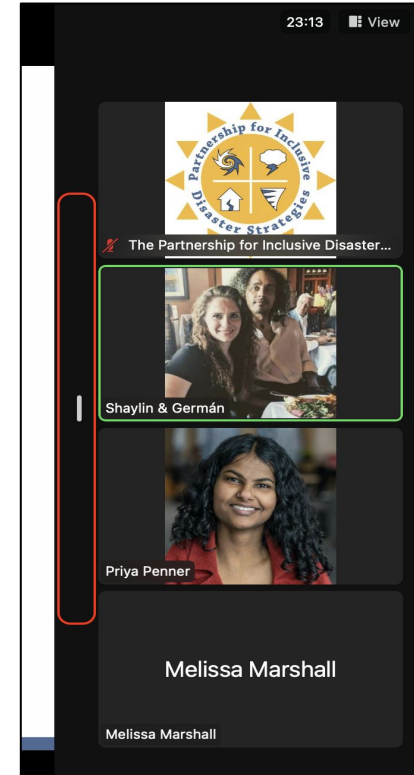 23:13 View
Partnership for Inclusive
Disaster Strategies
The Partnership for Inclusive Disaster...
Shaylin & Germán
Priya Penner
Melissa Marshall
Melissa Marshall